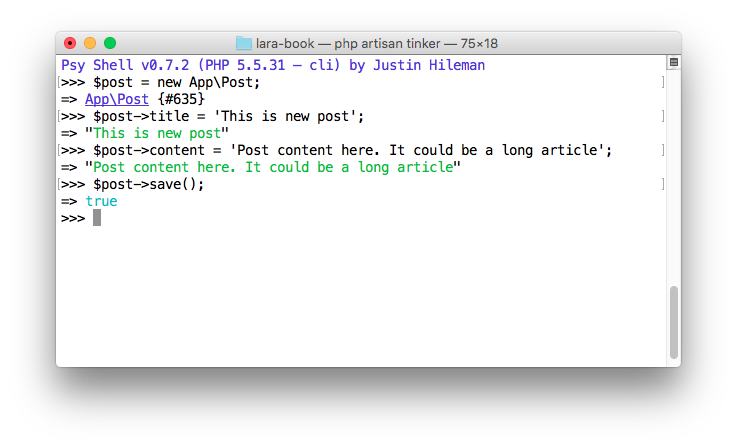 lara-book — php artisan tinker — 75×18
Psy Shell v0.7.2 (PHP 5.5.31 — cli) by Justin Hileman
[>>> $post = new App\Post; ]
=> App\Post {#635}
[>>> $post->title = 'This is new post'; ]
=> "This is new post"
[>>> $post->content = 'Post content here. It could be a long article'; ]
=> "Post content here. It could be a long article"
[>>> $post->save(); ]
=> true
>>>